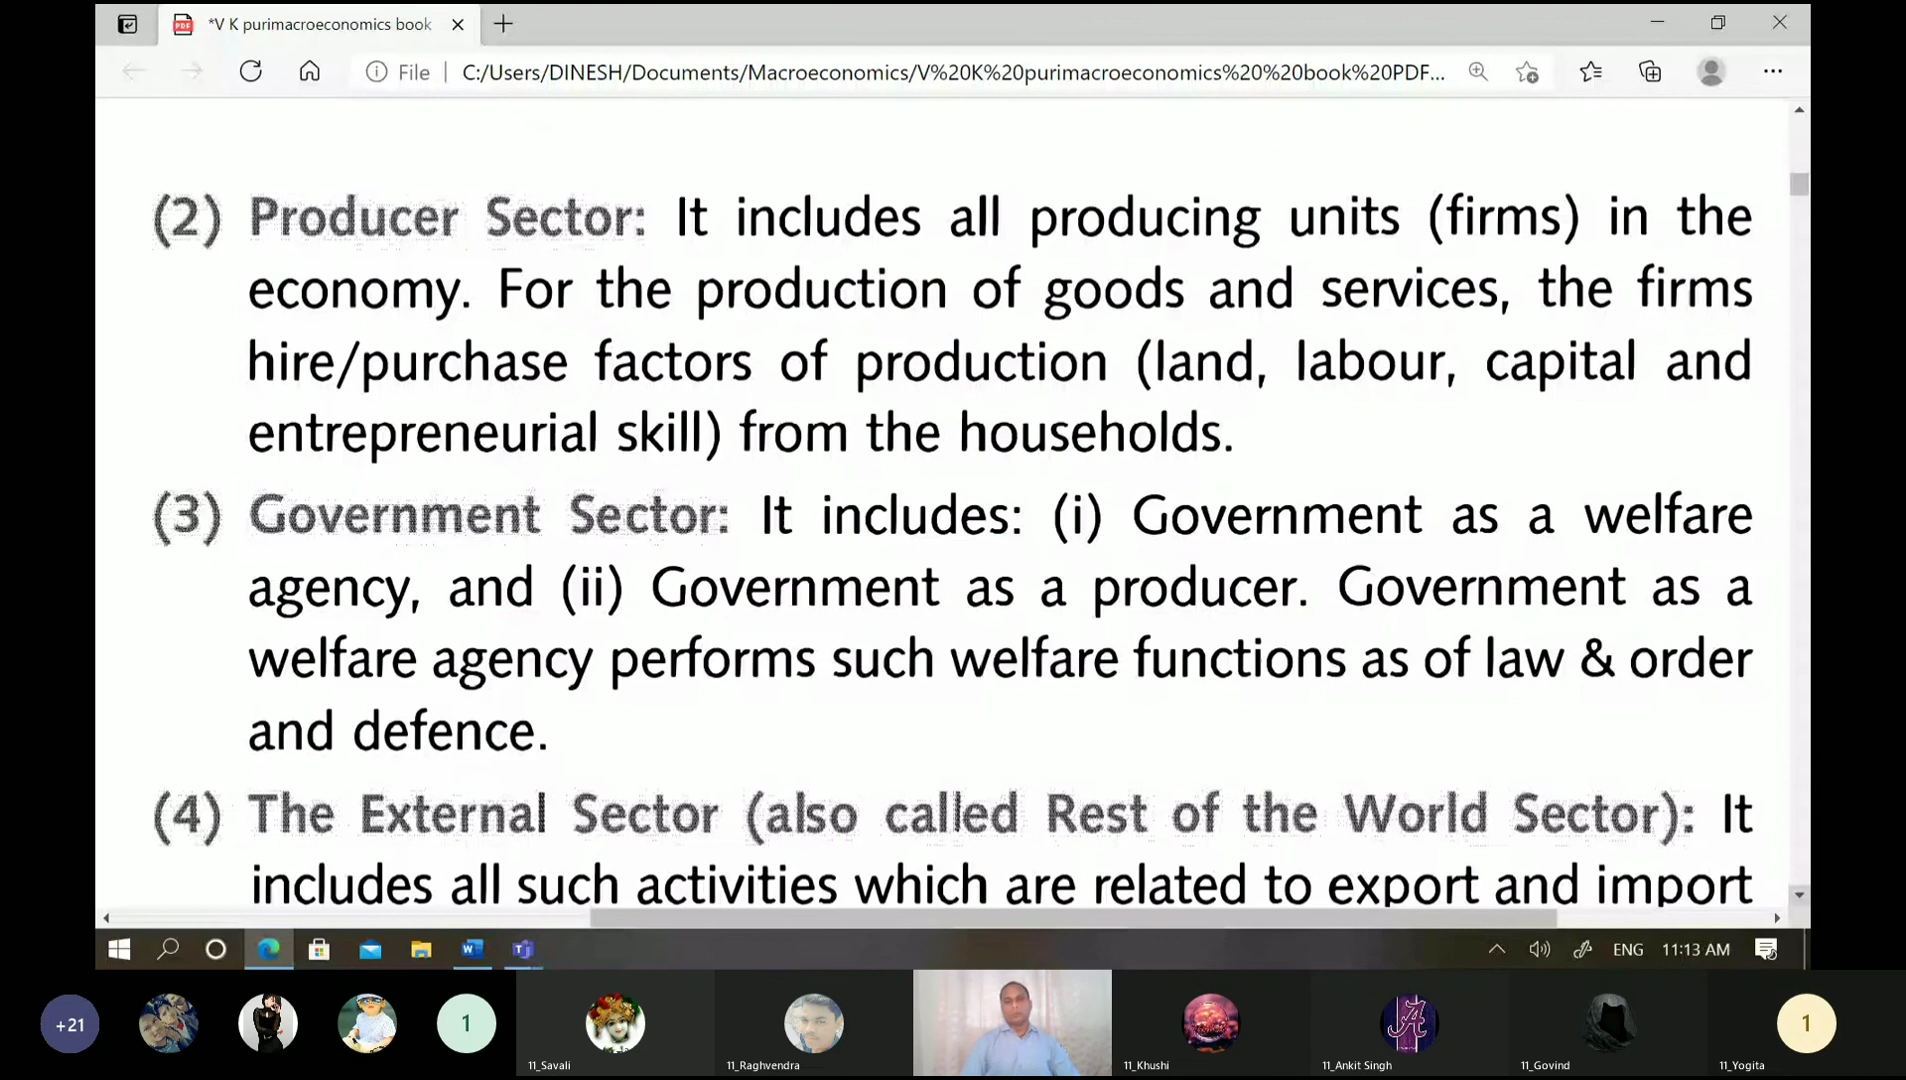 *V K purimacroeconomics book
File | C:/Users/DINESH/Documents/Macroeconomics/V%20K%20purimacroeconomics%20%20book%20PDF...
(2) Producer Sector: It includes all producing units (firms) in the
economy. For the production of goods and services, the firms
hire/purchase factors of production (land, labour, capital and
entrepreneurial skill) from the households.
(3) Government Sector: It includes: (i) Government as a welfare
agency, and (ii) Government as a producer. Government as a
welfare agency performs such welfare functions as of law & order
and defence.
(4) The External Sector (also called Rest of the World Sector): It
includes all such activities which are related to export and import
ENG 11:13 AM
+21
1
1
11_Savali
11_Raghvendra
11_Khushi
11_Ankit Singh
11_Govind
11_Yogita